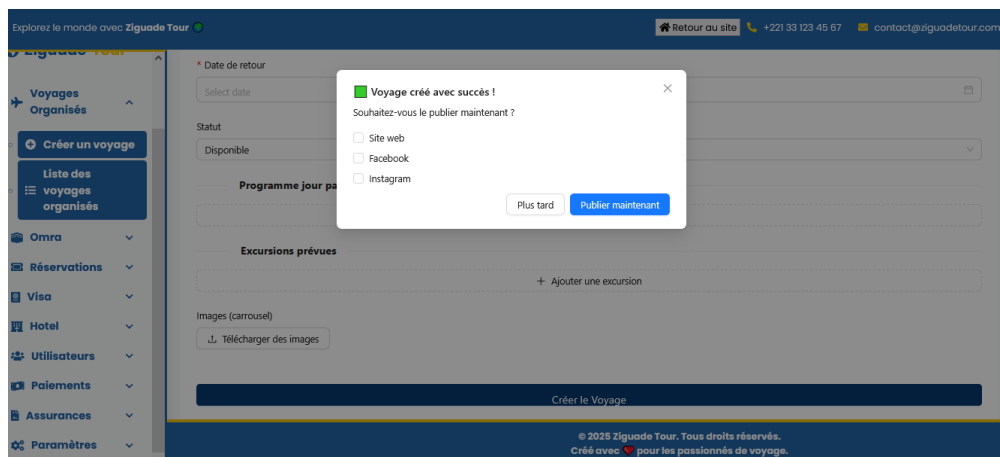 Explorez le monde avec Ziguade Tour
Retour au site
+221 33 123 45 67
contact@ziguadetour.com
Voyages
Organisés
Créer un voyage
Liste des
voyages
organisés
Omra
Réservations
Visa
Hotel
Utilisateurs
Paiements
Assurances
Paramètres
* Date de retour
Select date
Statut
Disponible
Programme jour pa
Excursions prévues
+ Ajouter une excursion
Images (carrousel)
Télécharger des images
Créer le Voyage
Voyage créé avec succès !
Souhaitez-vous le publier maintenant ?
Site web
Facebook
Instagram
Plus tard
Publier maintenant
© 2025 Ziguade Tour. Tous droits réservés.
Créé avec ❤ pour les passionnés de voyage.